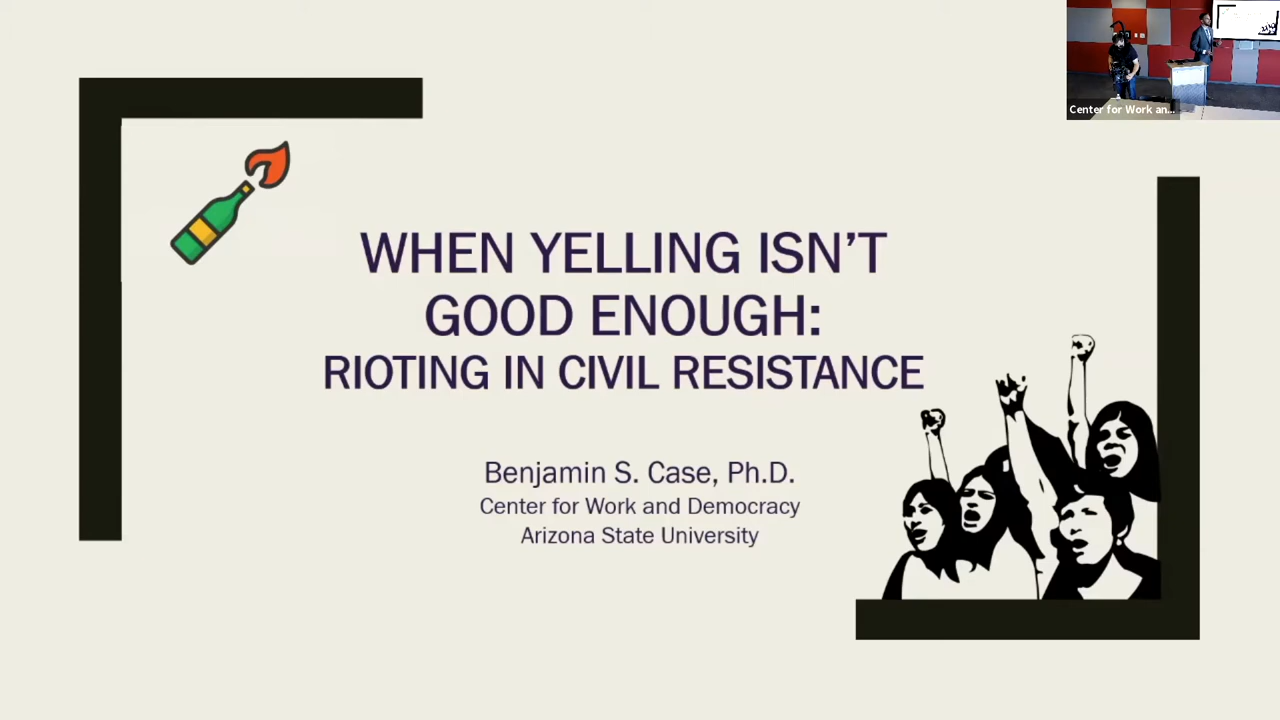 WHEN YELLING ISN'T
GOOD ENOUGH:
RIOTING IN CIVIL RESISTANCE
Benjamin S. Case, Ph.D.
Center for Work and Democracy
Arizona State University
Center for Work an...